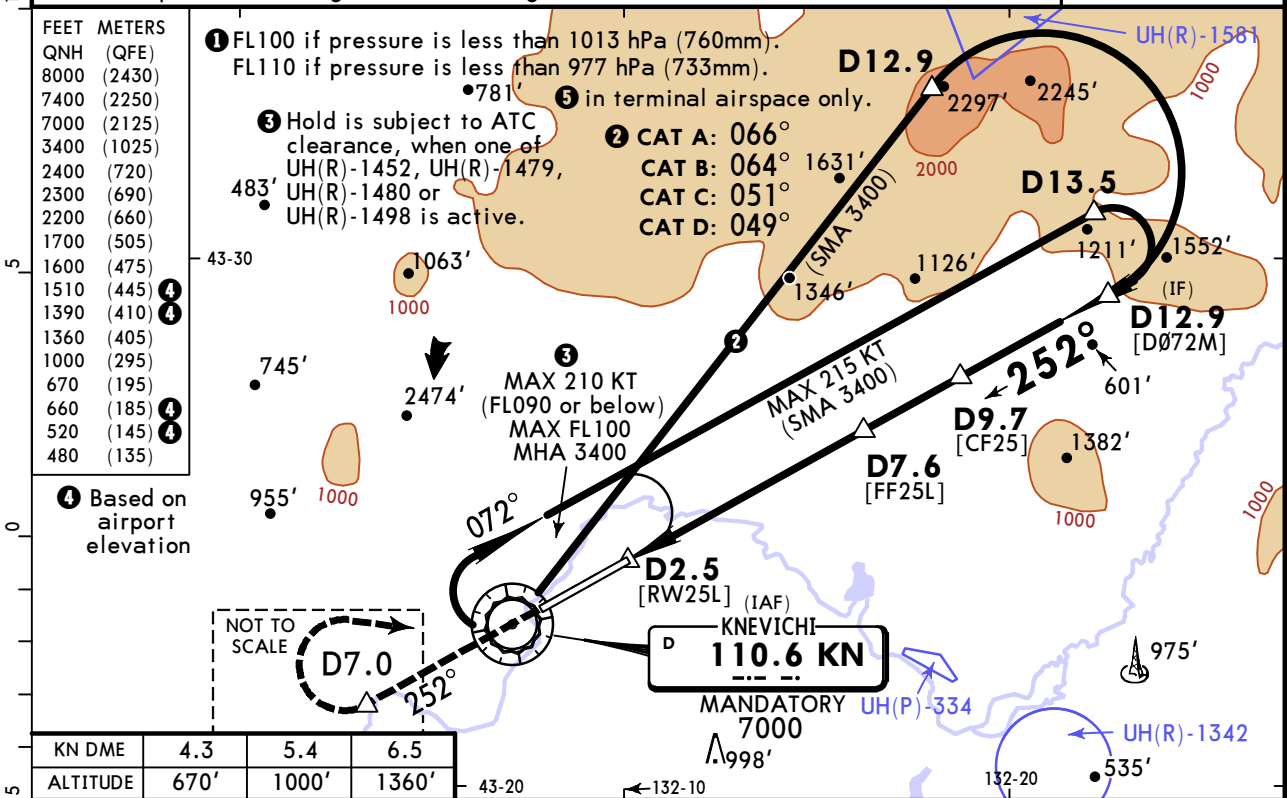 FEET METERS
QNH (QFE)
8000 (2430)
7400 (2250)
7000 (2125)
3400 (1025)
2400 (720)
2300 (690)
2200 (660)
1700 (505)
1600 (475)
1510 (445) 4
1390 (410) 4
1360 (405)
1000 (295)
670 (195)
660 (185) 4
520 (145) 4
480 (135)
4 Based on
airport
elevation
1 FL100 if pressure is less than 1013 hPa (760mm).
FL110 if pressure is less than 977 hPa (733mm).
781'
5 in terminal airspace only.
3 Hold is subject to ATC
clearance, when one of
UH(R)-1452, UH(R)-1479,
UH(R)-1480 or
UH(R)-1498 is active.
2 CAT A: 066°
CAT B: 064°
CAT C: 051°
CAT D: 049°
483'
1631'
D12.9
2297'
2245'
2000
UH(R)-1581
1000
D13.5
1211'
1552'
(SMA 3400)
43-30
1063'
1000
1346'
1126'
(IF)
D12.9
[DØ72M]
5
2
252°
601'
745'
2474'
3
MAX 210 KT
(FL090 or below)
MAX FL100
MHA 3400
MAX 215 KT
(SMA 3400)
D9.7
[CF25]
D7.6
[FF25L]
1382'
1000
1000
955'
1000
072°
0
D2.5
[RW25L]
(IAF)
KNEVICHI
D 110.6 KN
MANDATORY
7000
NOT TO
SCALE
D7.0
252°
UH(P)-334
975'
UH(R)-1342
535'
998'
KN DME 4.3 5.4 6.5
ALTITUDE 670' 1000' 1360'
43-20
132-10
132-20
5